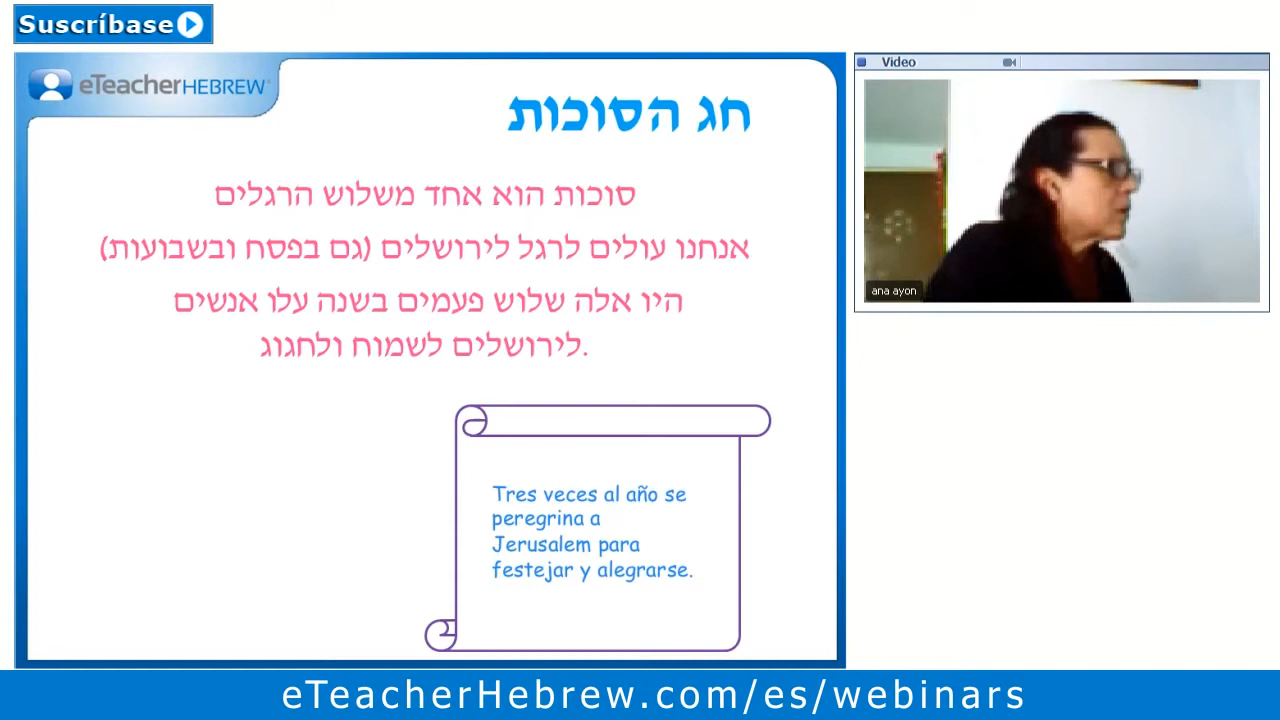 Suscríbase
eTeacherHEBREW
חג הסוכות
סוכות הוא אחד משלוש הרגלים
אנחנו עולים לרגל לירושלים (גם בפסח ובשבועות)
היו אלה שלוש פעמים בשנה עלו אנשים
לירושלים לשמוח ולחגוג.
Tres veces al año se
peregrina a
Jerusalem para
festejar y alegrarse.
Video
ana ayon
eTeacherHebrew.com/es/webinars